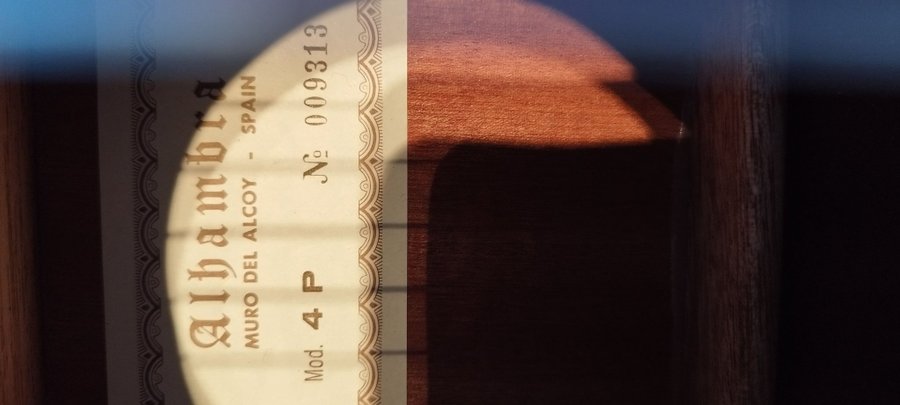 Alhambra
MURO DEL ALCOY - SPAIN
Mod. 4 P № 009313